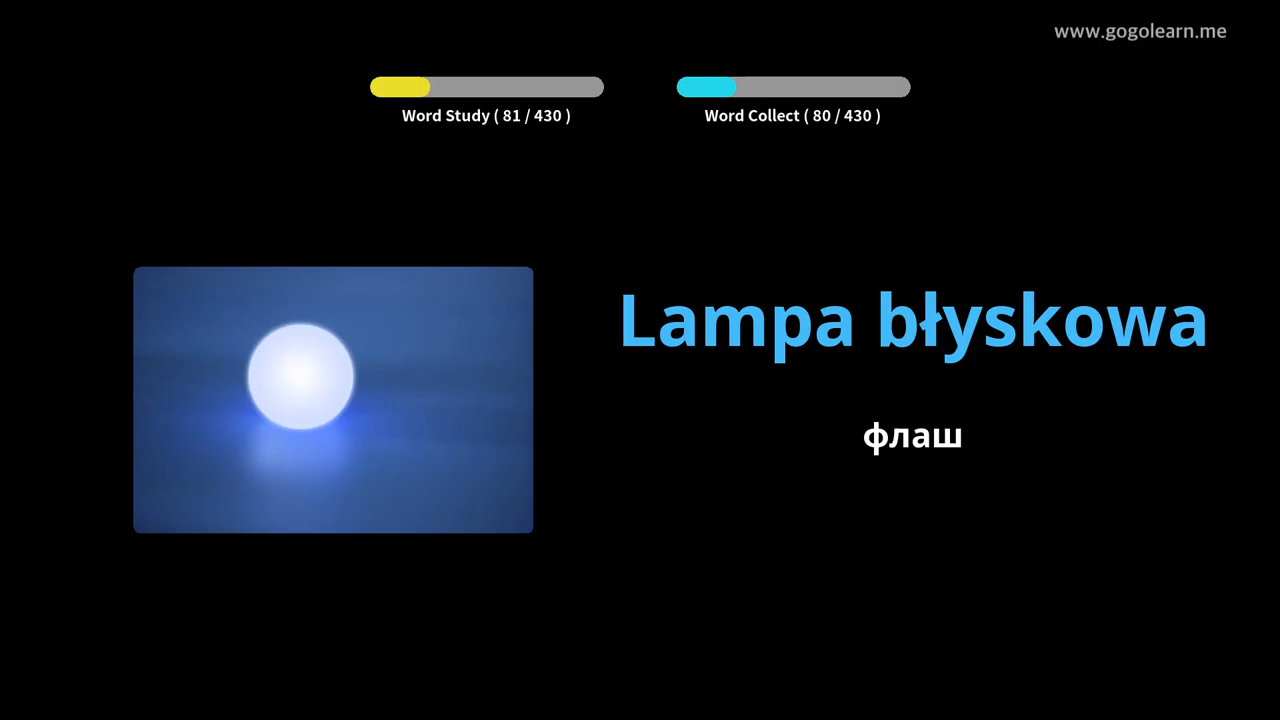 www.gogolearn.me
Word Study ( 81 / 430 )
Word Collect ( 80 / 430 )
Lampa błyskowa
флаш